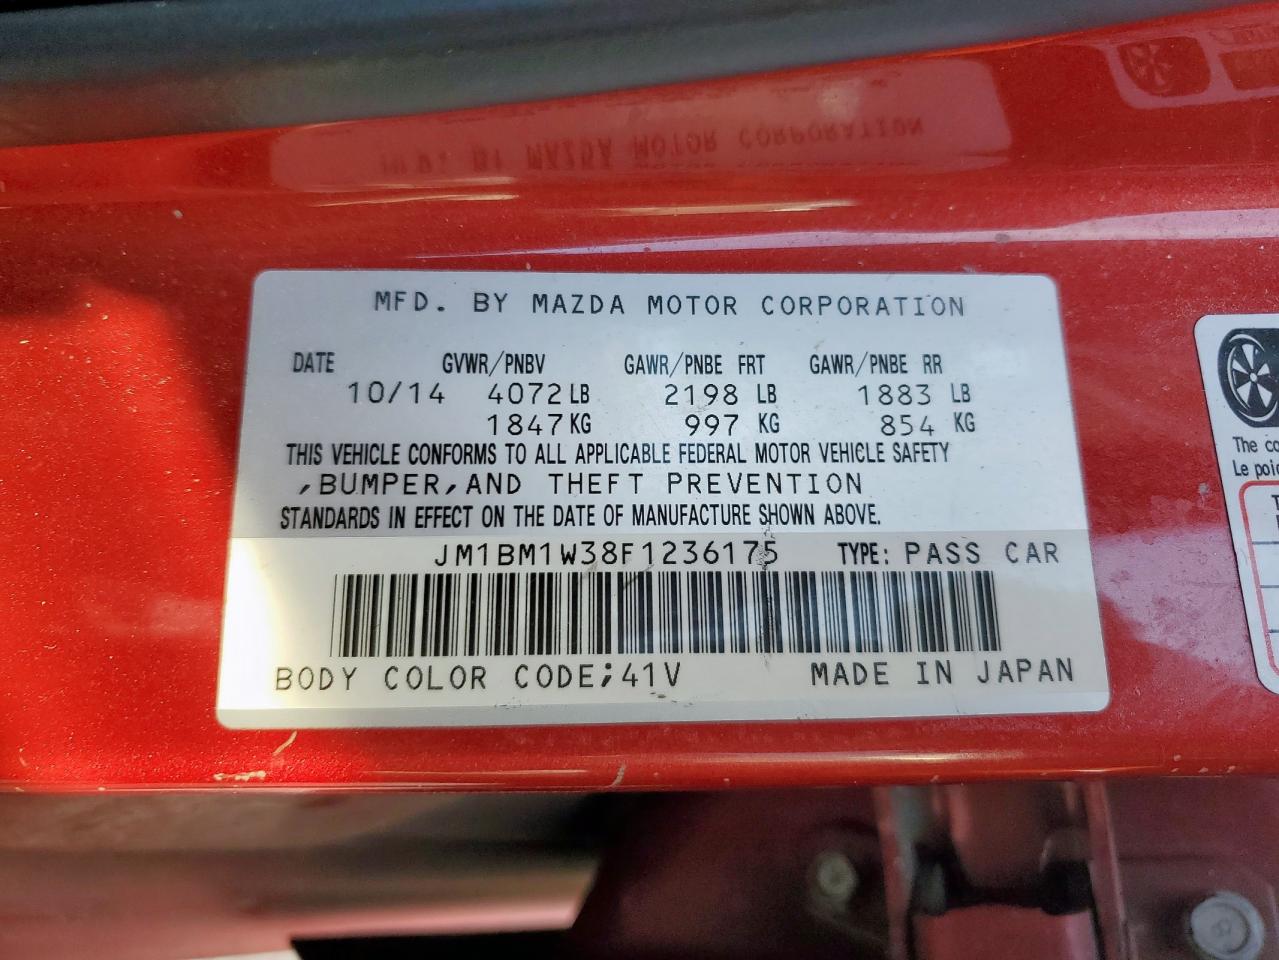 MFD. BY MAZDA MOTOR CORPORATION
DATE GVWR/PNBV GAWR/PNBE FRT GAWR/PNBE RR
10/14 4072 LB 2198 LB 1883 LB
1847 KG 997 KG 854 KG
THIS VEHICLE CONFORMS TO ALL APPLICABLE FEDERAL MOTOR VEHICLE SAFETY
,BUMPER,AND THEFT PREVENTION
STANDARDS IN EFFECT ON THE DATE OF MANUFACTURE SHOWN ABOVE.
JM1BM1W38F1236175 TYPE: PASS CAR
BODY COLOR CODE;41V MADE IN JAPAN
The
Le